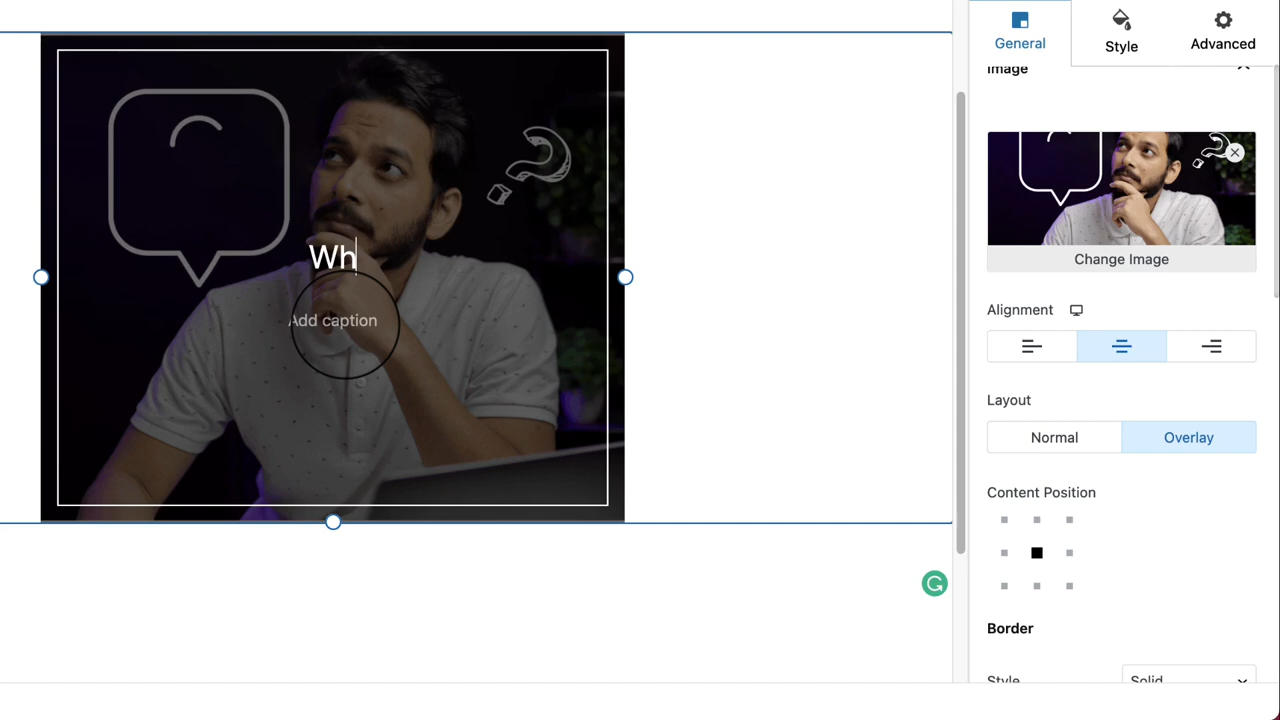 General
Style
Advanced
Image
Wh
Add caption
?
?
Change Image
Alignment
Layout
Normal
Overlay
Content Position
Border
Style
Solid